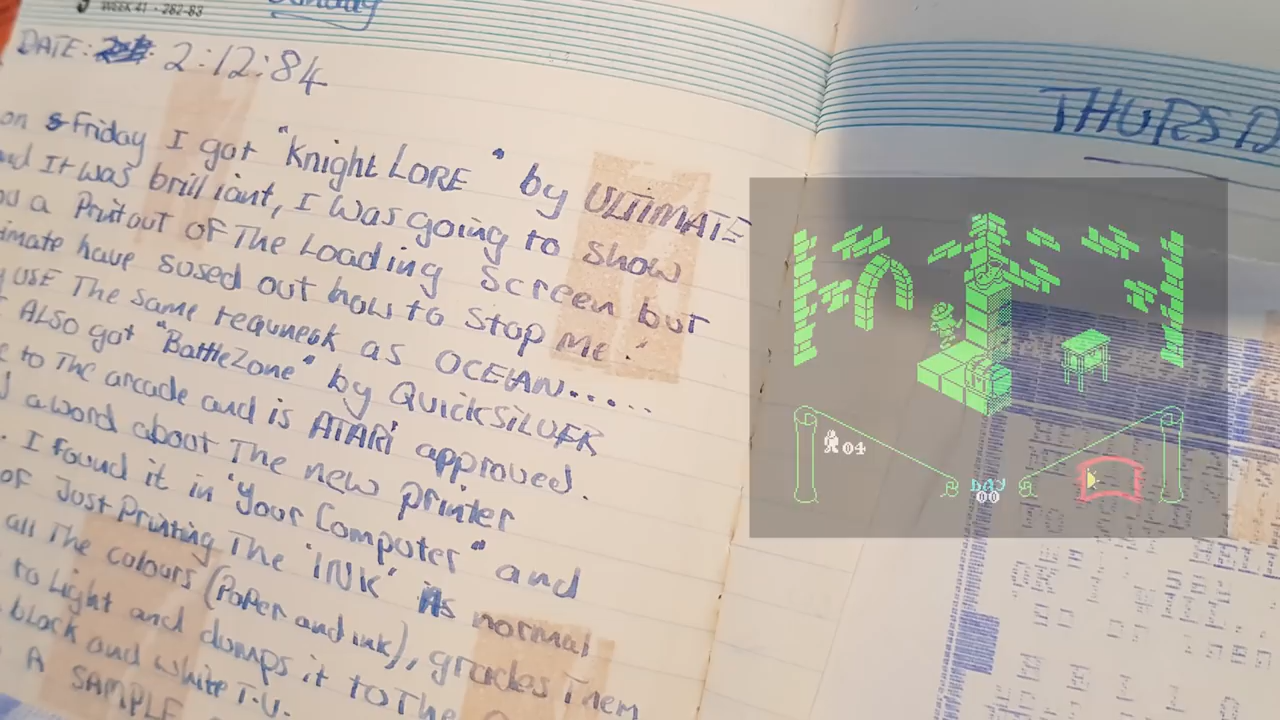 WEEK 41 • 282-83
Sunday
DATE: 2:12:84
on Friday I got "Knight LORE" by ULTIMATE
and It was brilliant, I was going to show
you a Printout OF The Loading Screen but
have sused out how to stop me.
USE The same requneok as OCEAN.....
ALSO got "BattleZone" by QuickSiLVER
to The arcade and is ATARI approved.
a word about The new printer
I found it in "Your Computer" and
OF Just Printing The 'INK' As normal
all The colours (PaPer and ink), grades Them
to Light and dumps it to The
black and white T.V.
A SAMPLE
THURSD
04
DAY
00